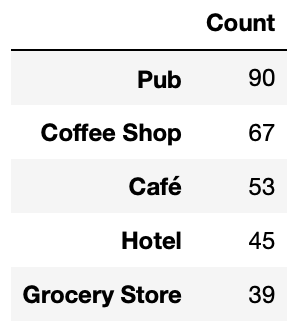 Count
Pub 90
Coffee Shop 67
Café 53
Hotel 45
Grocery Store 39